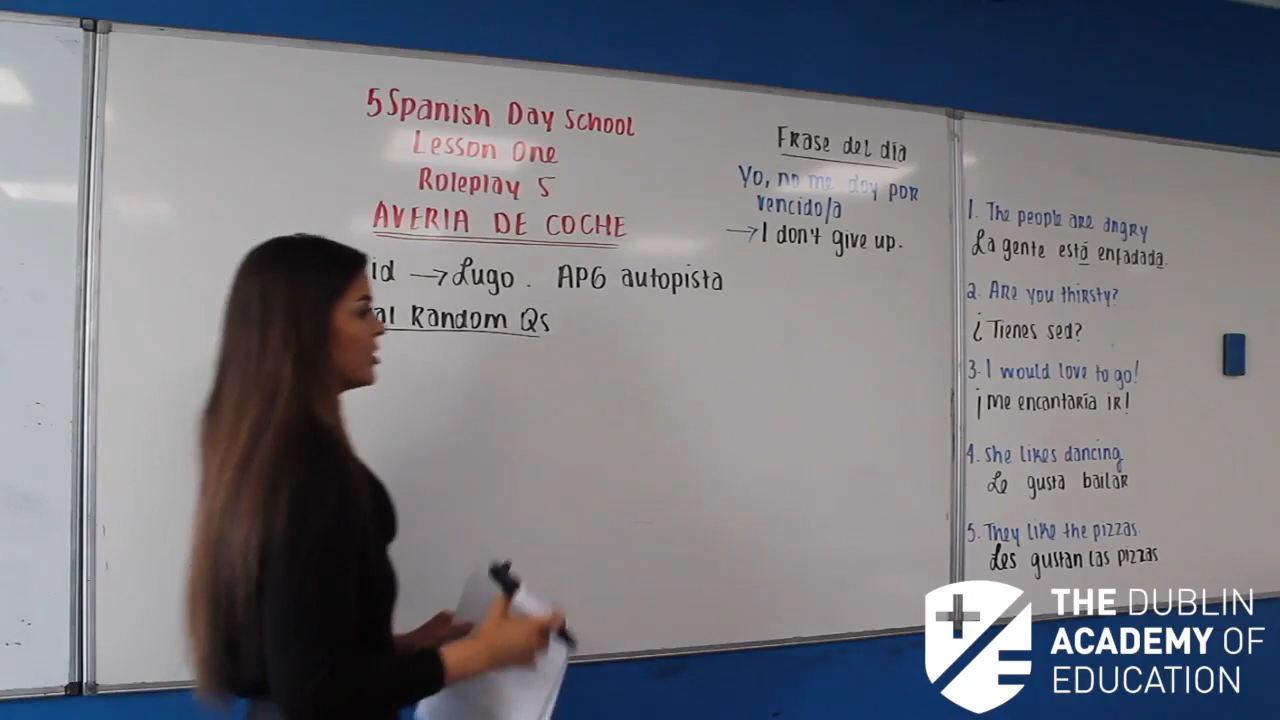 5 Spanish Day School
Lesson One
Roleplay 5
AVERIA DE COCHE
id → Lugo. AP6 autopista
al Random Qs
Frase del día
Yo, no me doy por
vencido/a
→ I don't give up.
1. The people are angry
La gente está enfadada.
2. Are you thirsty?
¿Tienes sed?
3. I would love to go!
¡Me encantaría ir!
4. She likes dancing
Le gusta bailar
5. They like the pizzas
Les gustan las pizzas
THE DUBLIN
ACADEMY OF
EDUCATION